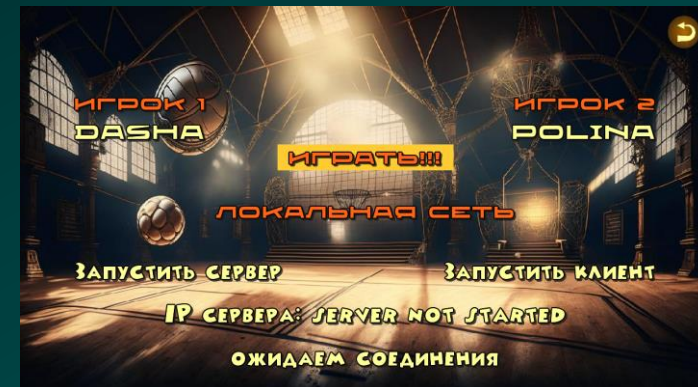 ИГРОК 1
ИГРОК 2
DASHA
POLINA
ИГРАТЬ!!!
ЛОКАЛЬНАЯ СЕТЬ
ЗАПУСТИТЬ СЕРВЕР
ЗАПУСТИТЬ КЛИЕНТ
IP СЕРВЕРА: SERVER NOT STARTED
ОЖИДАЕМ СОЕДИНЕНИЯ